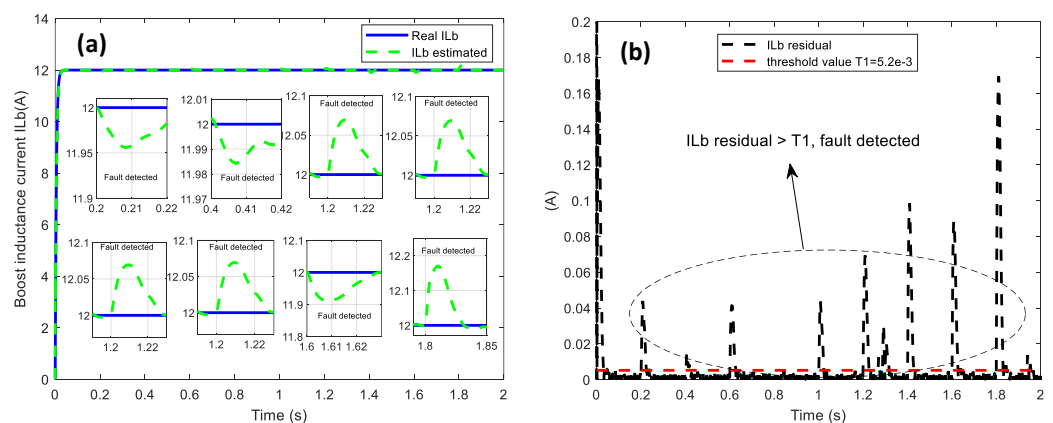 (a)
Real ILb
ILb estimated
Boost inductance current ILb(A)
14
12
10
8
6
4
2
0
12
11.95
11.9
Fault detected
0.2 0.21 0.22
12.01
12
11.99
11.98
11.97
Fault detected
0.4 0.41 0.42
12.1
12.05
12
Fault detected
1.2 1.22
12.1
12.05
12
Fault detected
1.2 1.22
12.1
12.05
12
Fault detected
1.2 1.22
12.1
12.05
12
Fault detected
1.2 1.22
12.1
12
11.9
11.8
Fault detected
1.6 1.61 1.62
12.2
12.1
12
Fault detected
1.8 1.85
0 0.2 0.4 0.6 0.8 1 1.2 1.4 1.6 1.8 2
Time (s)
(b)
ILb residual
threshold value T1=5.2e-3
ILb residual > T1, fault detected
(A)
0.2
0.18
0.16
0.14
0.12
0.1
0.08
0.06
0.04
0.02
0
0 0.2 0.4 0.6 0.8 1 1.2 1.4 1.6 1.8 2
Time (s)